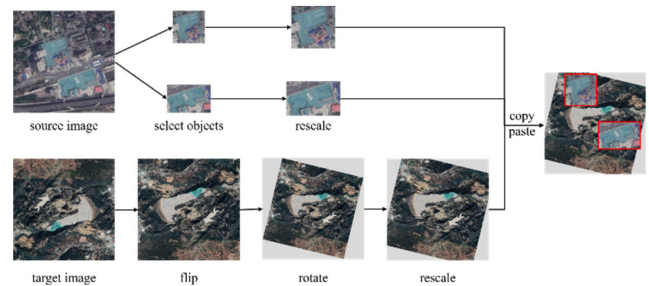 source image
select objects
rescale
copy
paste
target image
flip
rotate
rescale